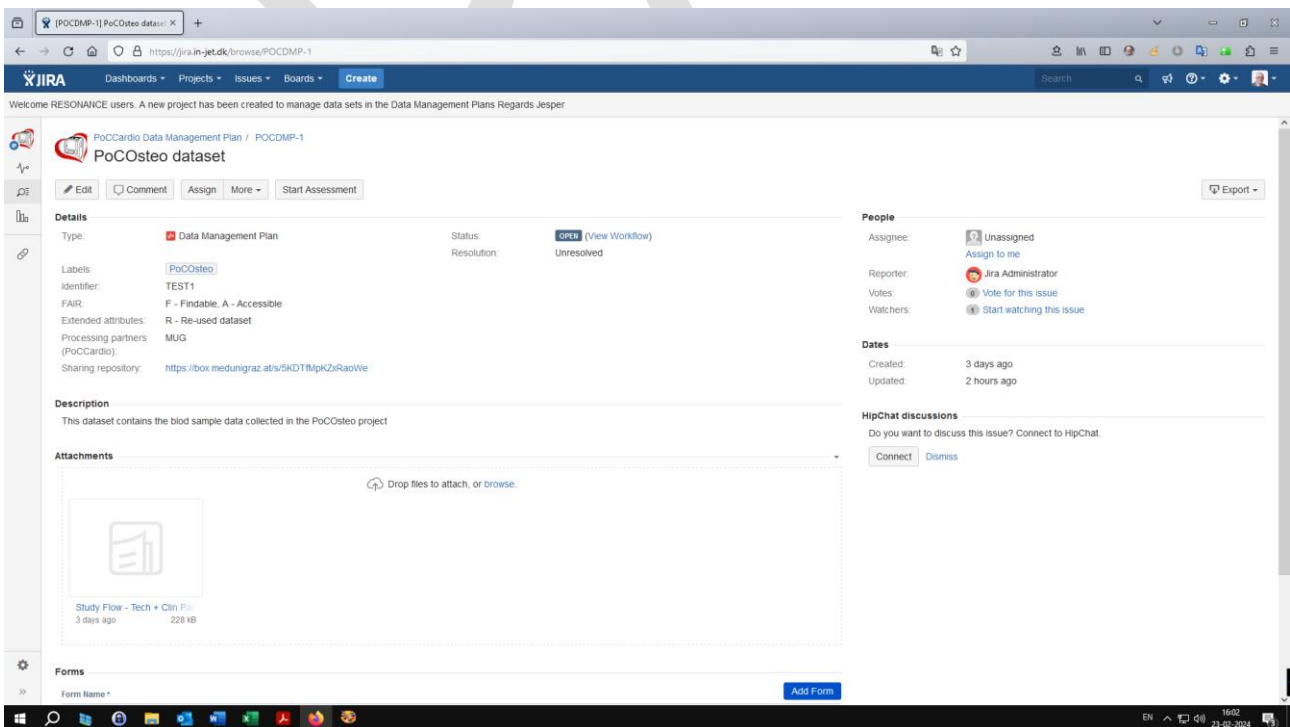 [POCDMP-1] PoCOsteo datase
https://jira.in-jet.dk/browse/POCDMP-1
JIRA Dashboards Projects Issues Boards Create Search
Welcome RESONANCE users. A new project has been created to manage data sets in the Data Management Plans Regards Jesper
PoCCardio Data Management Plan / POCDMP-1
PoCOsteo dataset
Edit Comment Assign More Start Assessment Export
Details
Type: Data Management Plan
Status: OPEN (View Workflow)
Resolution: Unresolved
Labels: PoCOsteo
Identifier: TEST1
FAIR: F - Findable, A - Accessible
Extended attributes: R - Re-used dataset
Processing partners MUG
(PoCCardio):
Sharing repository: https://box.medunigraz.at/s/5KDTfMpKZxRaoWe
Description
This dataset contains the blod sample data collected in the PoCOsteo project
Attachments
Drop files to attach, or browse.
Study Flow - Tech + Clin Pa
3 days ago 228 kB
Forms
Form Name *
Add Form
People
Assignee: Unassigned
Assign to me
Reporter: Jira Administrator
Votes: 0 Vote for this issue
Watchers: 1 Start watching this issue
Dates
Created: 3 days ago
Updated: 2 hours ago
HipChat discussions
Do you want to discuss this issue? Connect to HipChat.
Connect Dismiss
EN 16:02
23-02-2024